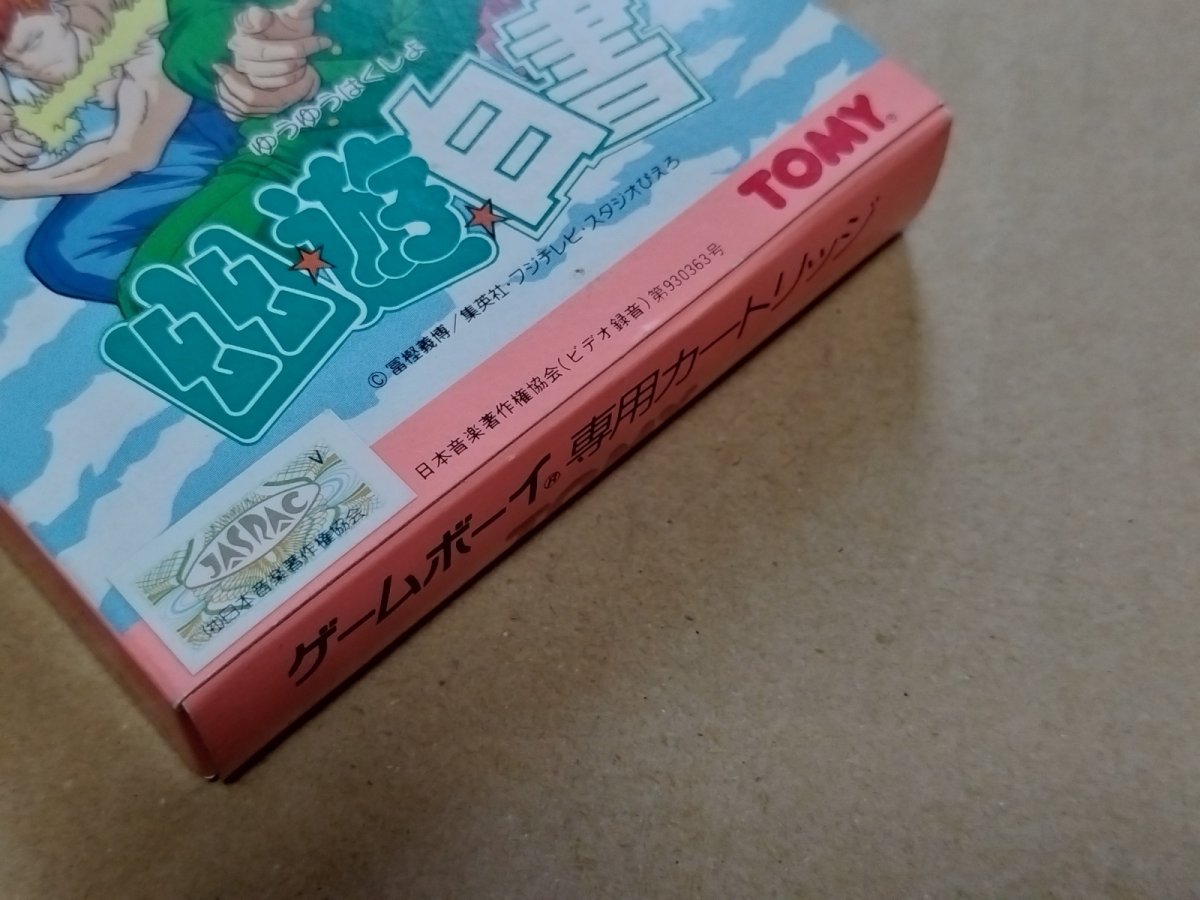 ゆうゆうはくしょ
幽★遊★白書
© 冨樫義博/集英社・フジテレビ・スタジオぴえろ
TOMY®
日本音楽著作権協会(ビデオ録音)第930363号
V
JASRAC
(社)日本音楽著作権協会
ゲームボーイ®専用カートリッジ